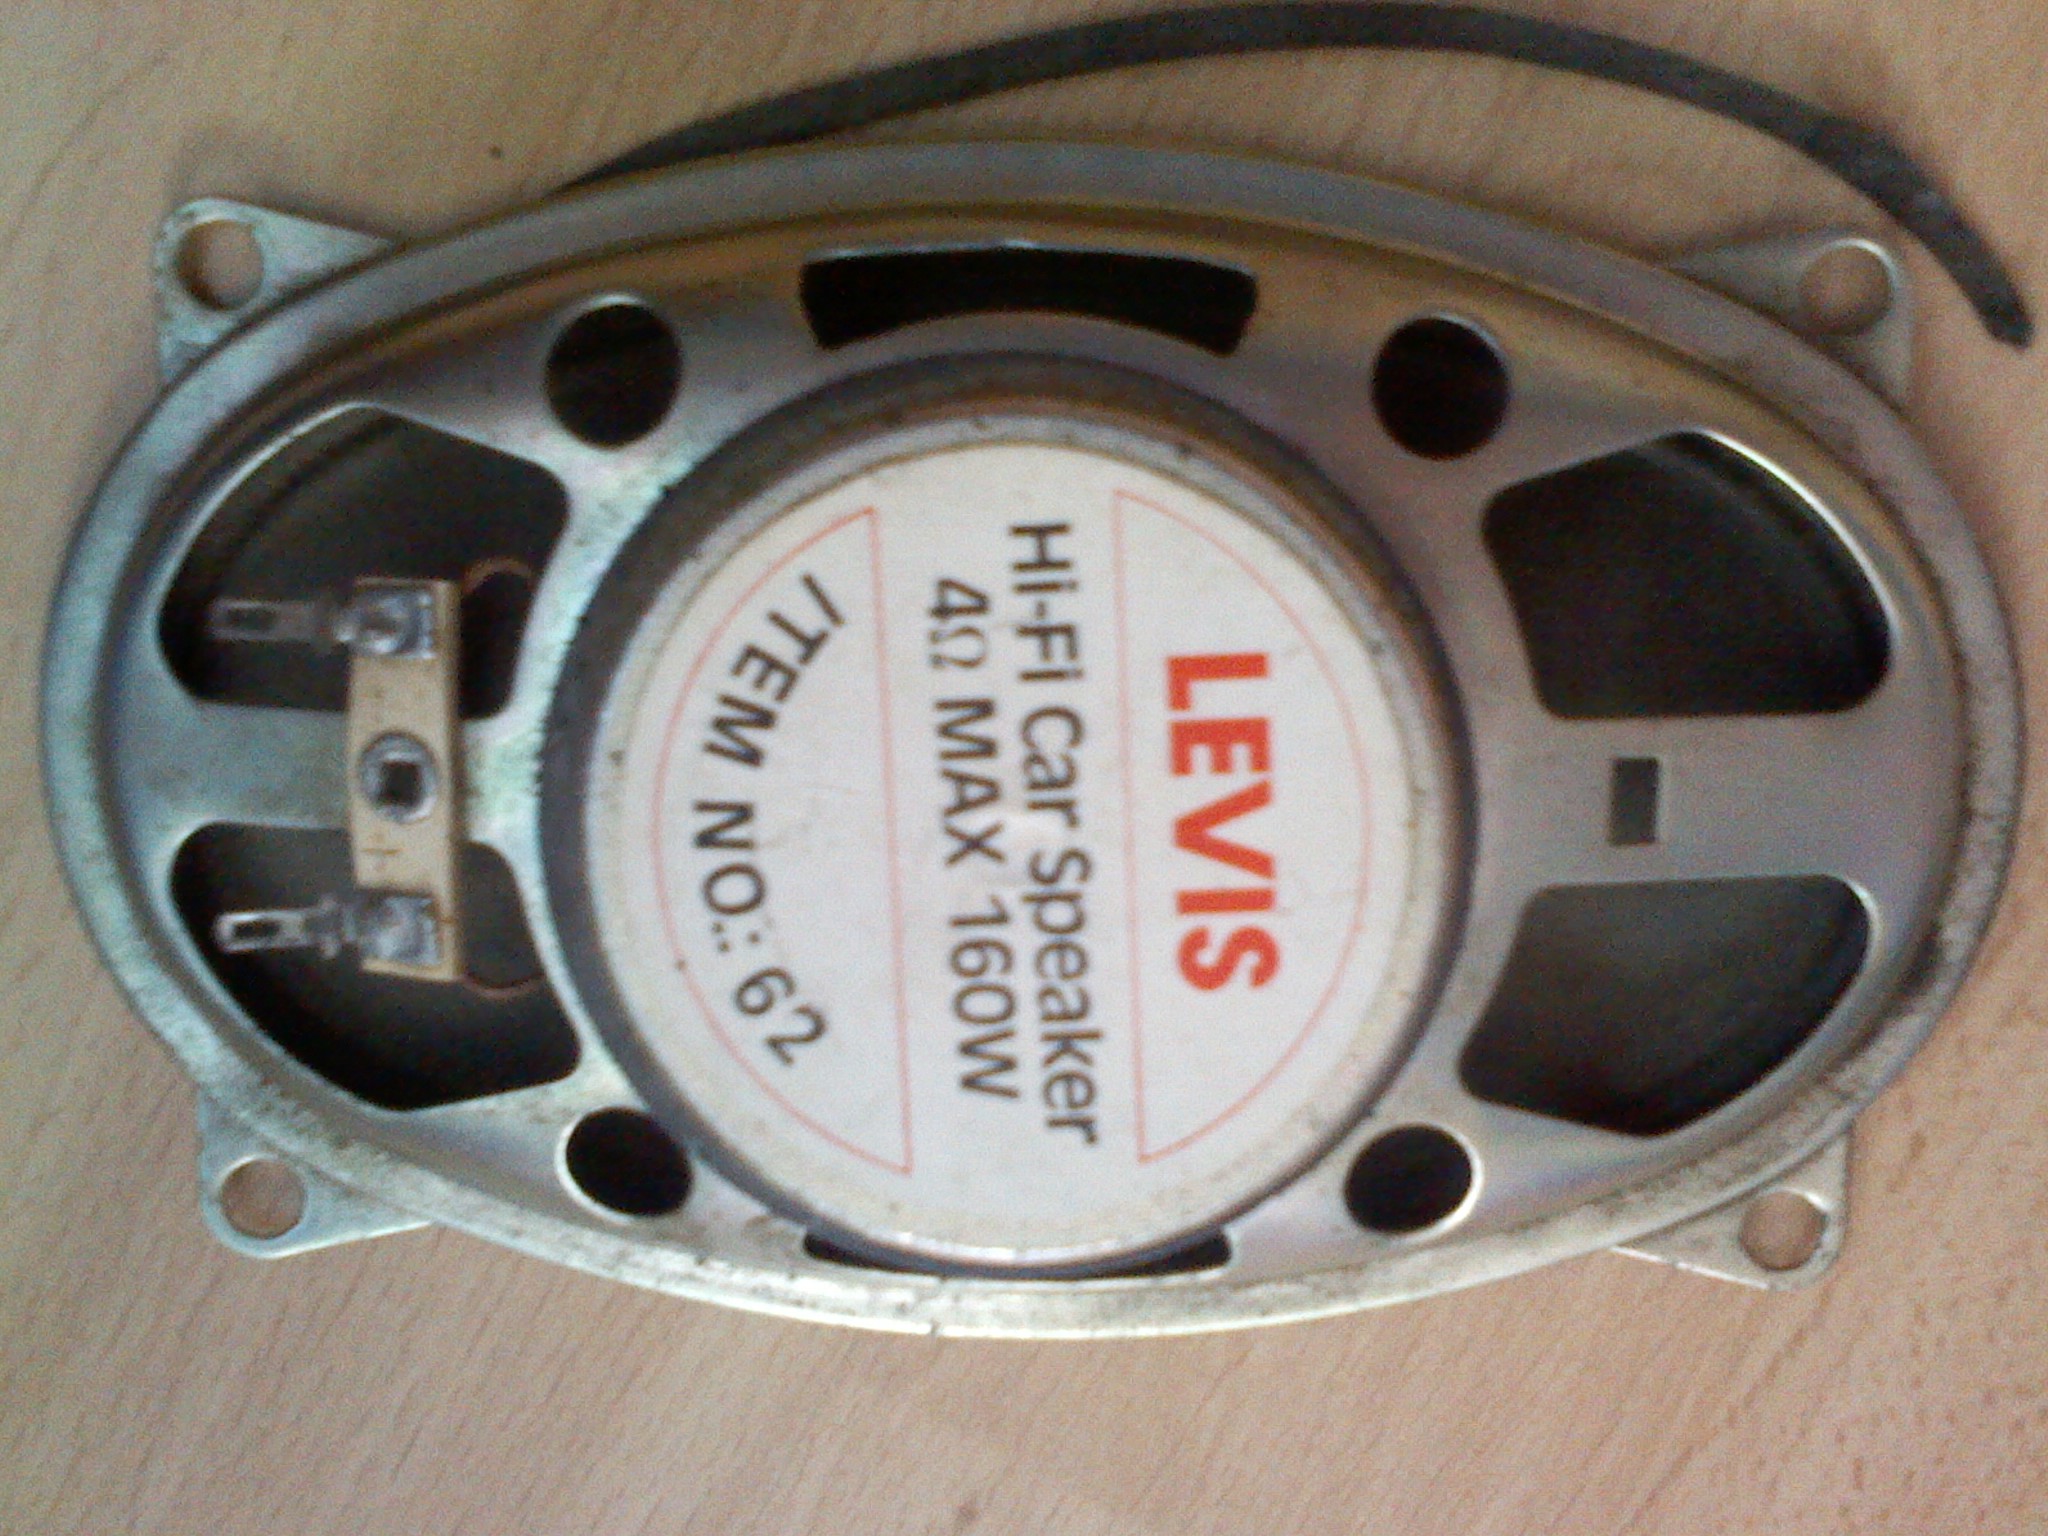 LEVIS
Hi-Fi Car Speaker
4Ω MAX 160W
ITEM NO.: 62
- +